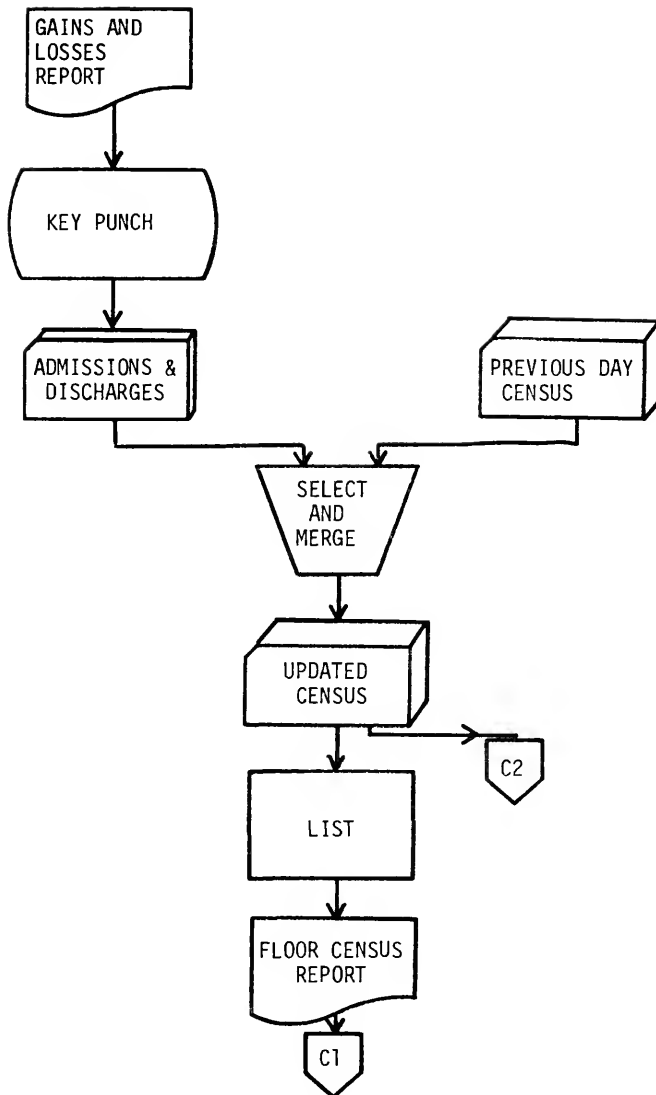 GAINS AND
LOSSES
REPORT
KEY PUNCH
ADMISSIONS &
DISCHARGES
PREVIOUS DAY
CENSUS
SELECT
AND
MERGE
UPDATED
CENSUS
C2
LIST
FLOOR CENSUS
REPORT
C1